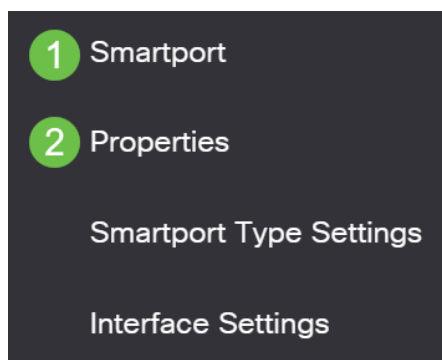 1 Smartport
2 Properties
Smartport Type Settings
Interface Settings